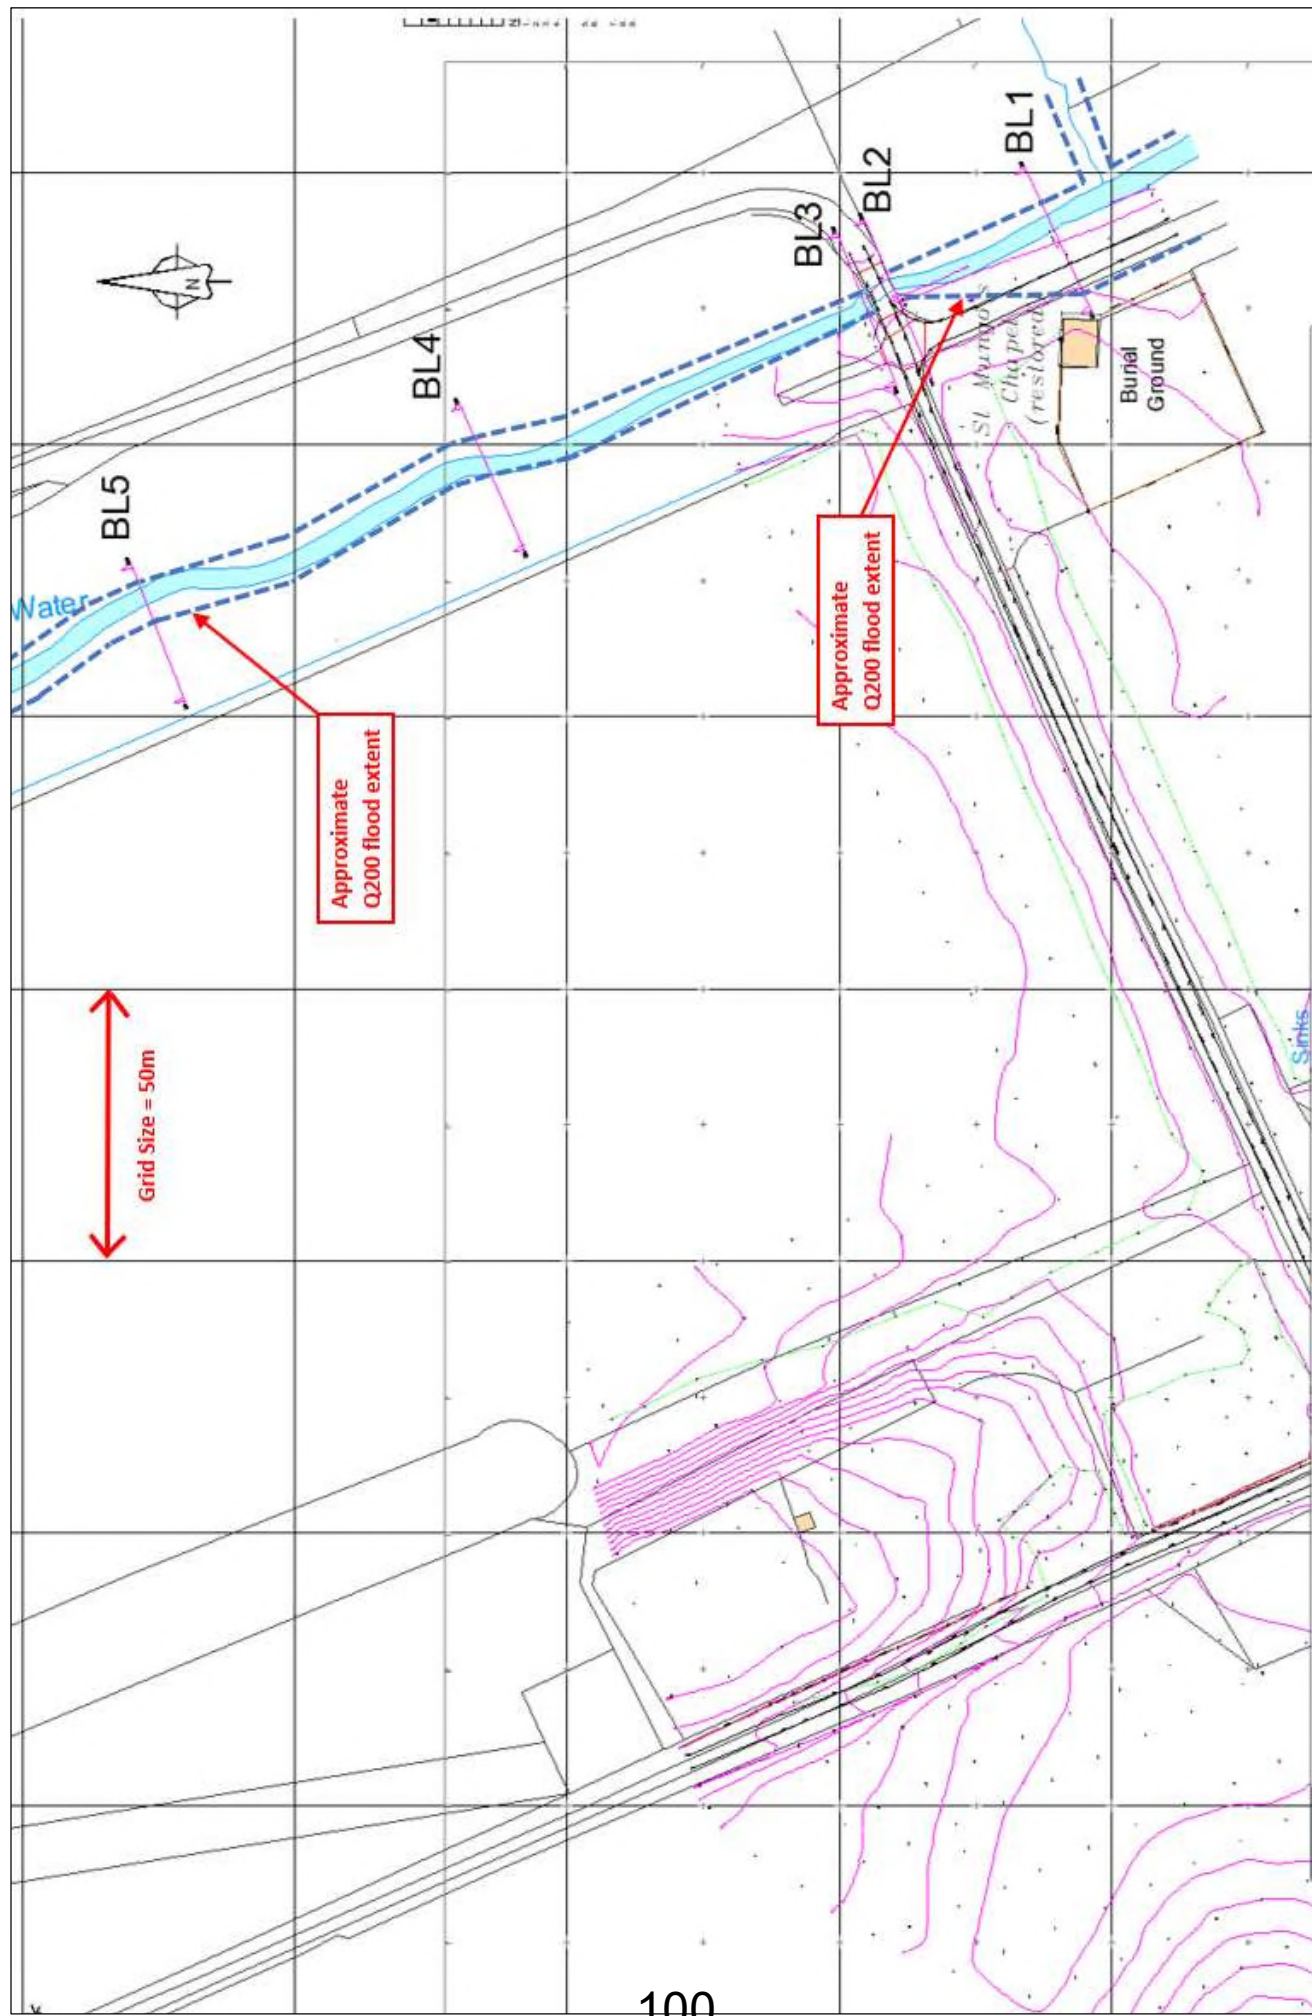 BL1
BL2
BL3
BL4
BL5
Water
N
St Mungo's
Chapel
(restored
Burial
Ground
Approximate
Q200 flood extent
Approximate
Q200 flood extent
Grid Size = 50m
Sinks
100